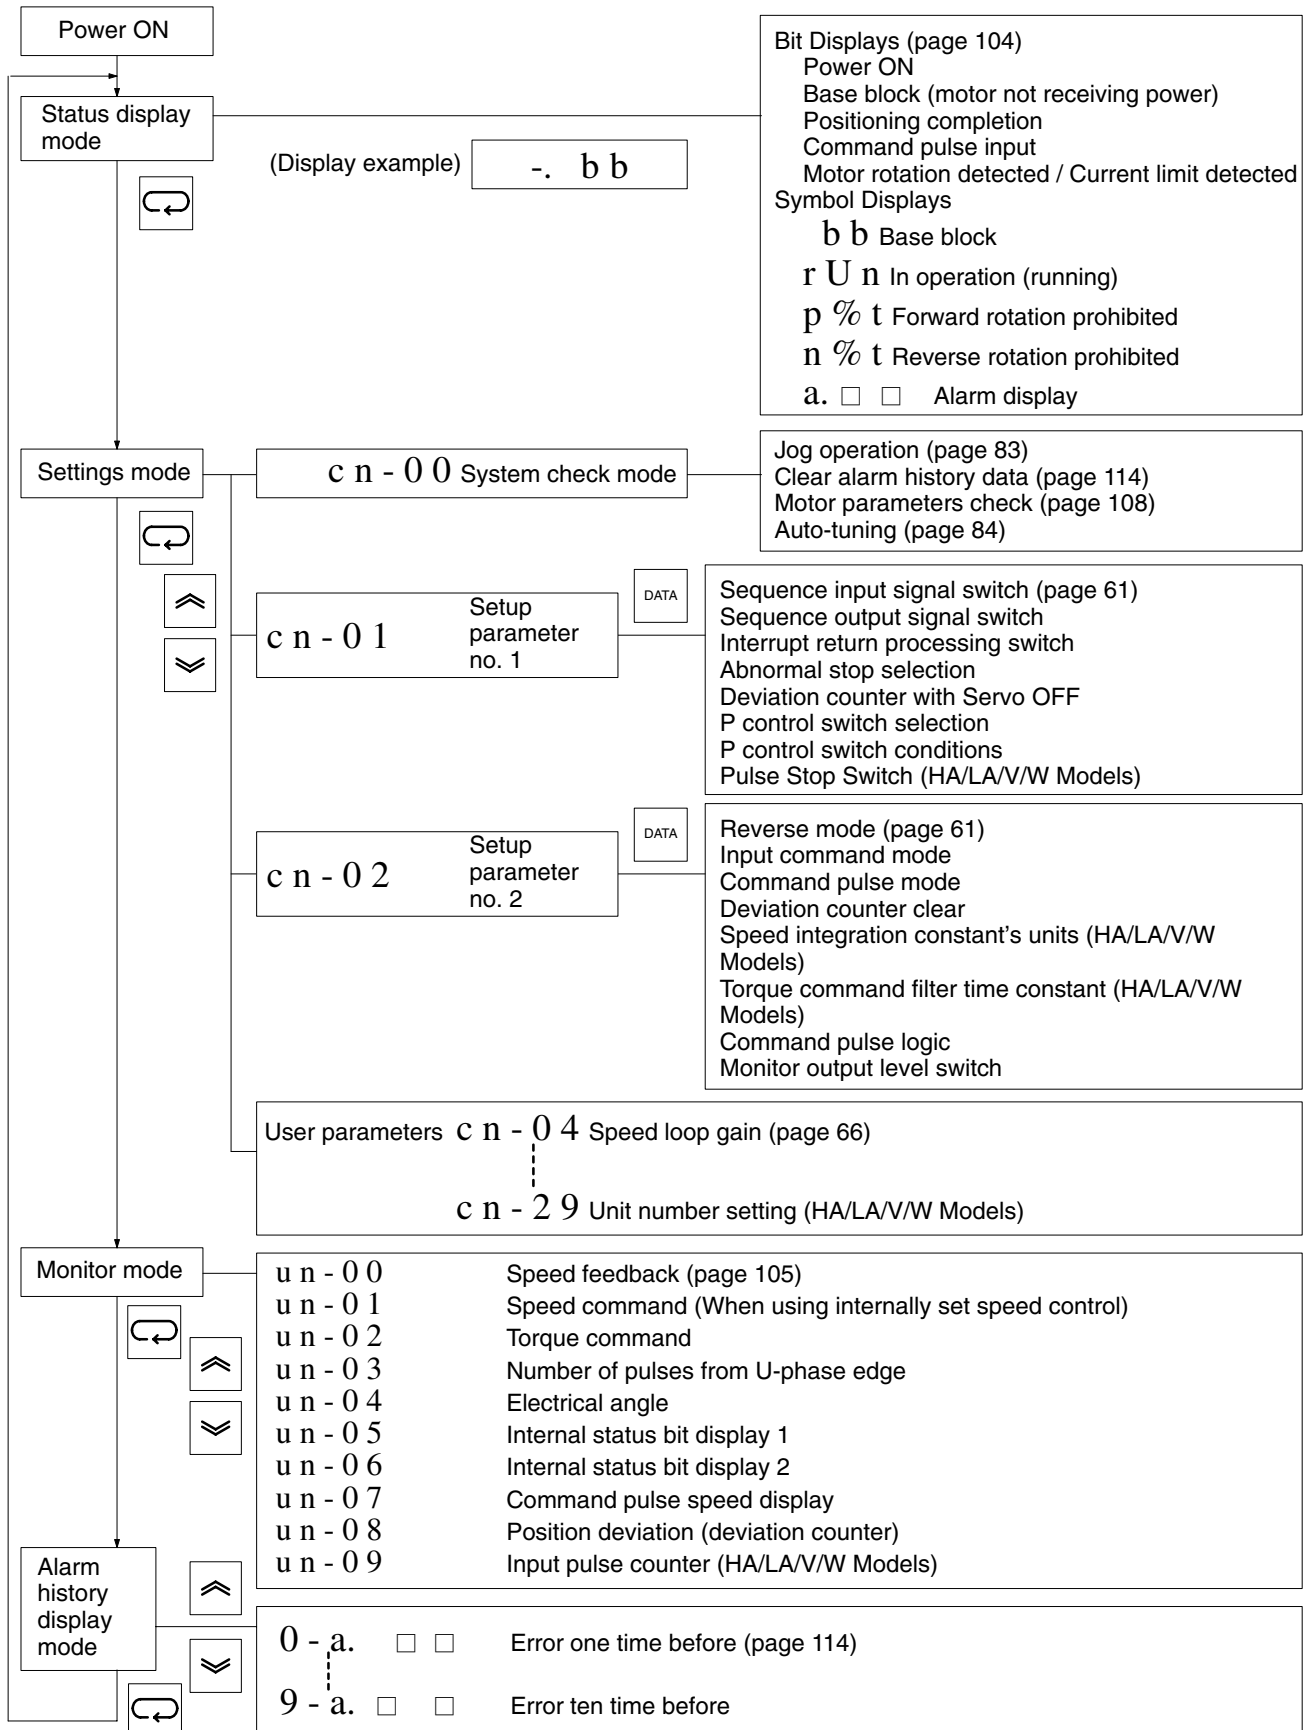 Power ON
Status display
mode
(Display example)
-. b b
Bit Displays (page 104)
Power ON
Base block (motor not receiving power)
Positioning completion
Command pulse input
Motor rotation detected / Current limit detected
Symbol Displays
b b Base block
r U n In operation (running)
p % t Forward rotation prohibited
n % t Reverse rotation prohibited
a. □ □ Alarm display
Settings mode
c n - 0 0 System check mode
Jog operation (page 83)
Clear alarm history data (page 114)
Motor parameters check (page 108)
Auto-tuning (page 84)
c n - 0 1
Setup
parameter
no. 1
DATA
Sequence input signal switch (page 61)
Sequence output signal switch
Interrupt return processing switch
Abnormal stop selection
Deviation counter with Servo OFF
P control switch selection
P control switch conditions
Pulse Stop Switch (HA/LA/V/W Models)
c n - 0 2
Setup
parameter
no. 2
DATA
Reverse mode (page 61)
Input command mode
Command pulse mode
Deviation counter clear
Speed integration constant's units (HA/LA/V/W
Models)
Torque command filter time constant (HA/LA/V/W
Models)
Command pulse logic
Monitor output level switch
User parameters c n - 0 4 Speed loop gain (page 66)
c n - 2 9 Unit number setting (HA/LA/V/W Models)
Monitor mode
u n - 0 0 Speed feedback (page 105)
u n - 0 1 Speed command (When using internally set speed control)
u n - 0 2 Torque command
u n - 0 3 Number of pulses from U-phase edge
u n - 0 4 Electrical angle
u n - 0 5 Internal status bit display 1
u n - 0 6 Internal status bit display 2
u n - 0 7 Command pulse speed display
u n - 0 8 Position deviation (deviation counter)
u n - 0 9 Input pulse counter (HA/LA/V/W Models)
Alarm
history
display
mode
0 - a. □ □ Error one time before (page 114)
9 - a. □ □ Error ten time before